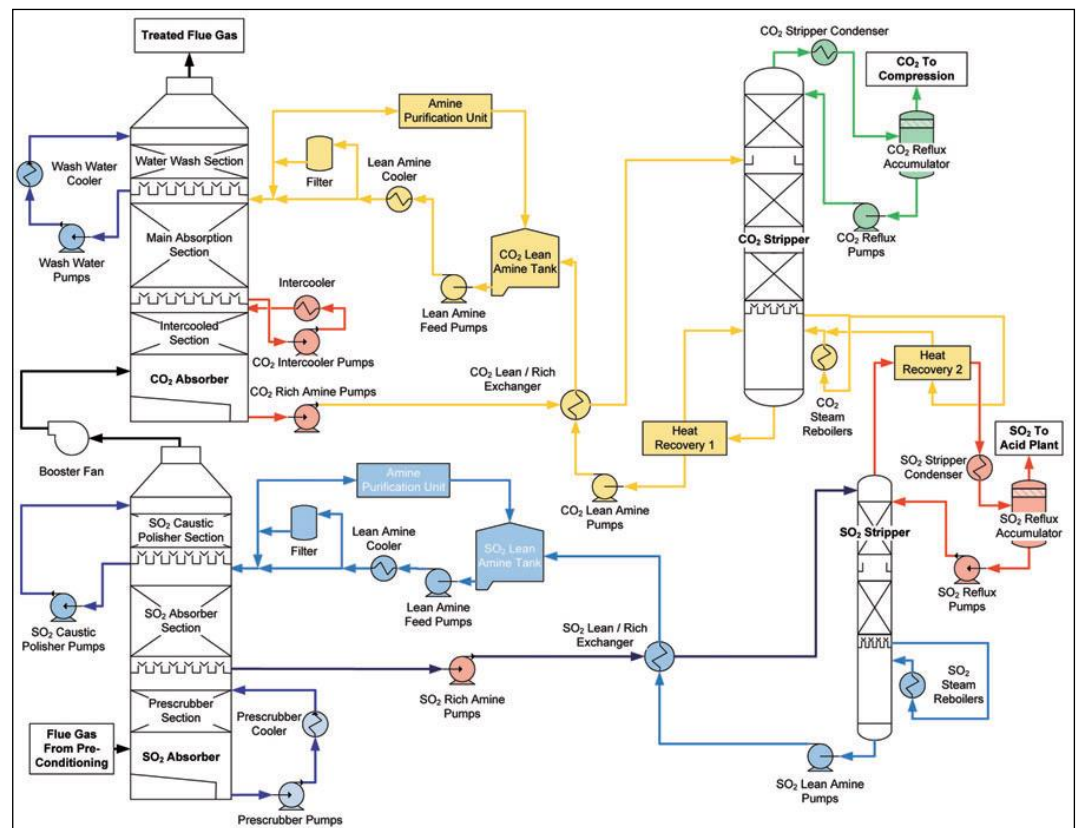 Treated Flue Gas
Water Wash Section
Wash Water
Cooler
Wash Water
Pumps
Main Absorption
Section
Intercooled
Section
CO₂ Absorber
Intercooler
CO₂ Intercooler Pumps
CO₂ Rich Amine Pumps
Booster Fan
Amine
Purification Unit
Filter
Lean Amine
Cooler
CO₂ Lean
Amine Tank
Lean Amine
Feed Pumps
CO₂ Lean / Rich
Exchanger
CO₂ Lean Amine
Pumps
Heat
Recovery 1
CO₂ Stripper Condenser
CO₂ To
Compression
CO₂ Reflux
Accumulator
CO₂ Reflux
Pumps
CO₂ Stripper
CO₂
Steam
Reboilers
Heat
Recovery 2
SO₂ To
Acid Plant
SO₂ Stripper
Condenser
SO₂ Reflux
Accumulator
SO₂ Stripper
SO₂ Reflux
Pumps
SO₂
Steam
Reboilers
SO₂ Lean Amine
Pumps
SO₂ Lean / Rich
Exchanger
SO₂ Caustic
Polisher Section
SO₂ Caustic
Polisher Pumps
SO₂ Absorber
Section
Prescrubber
Section
SO₂ Absorber
Flue Gas
From Pre-
Conditioning
Prescrubber
Cooler
Prescrubber Pumps
Amine
Purification Unit
Filter
Lean Amine
Cooler
SO₂ Lean
Amine Tank
Lean Amine
Feed Pumps
SO₂ Rich Amine
Pumps